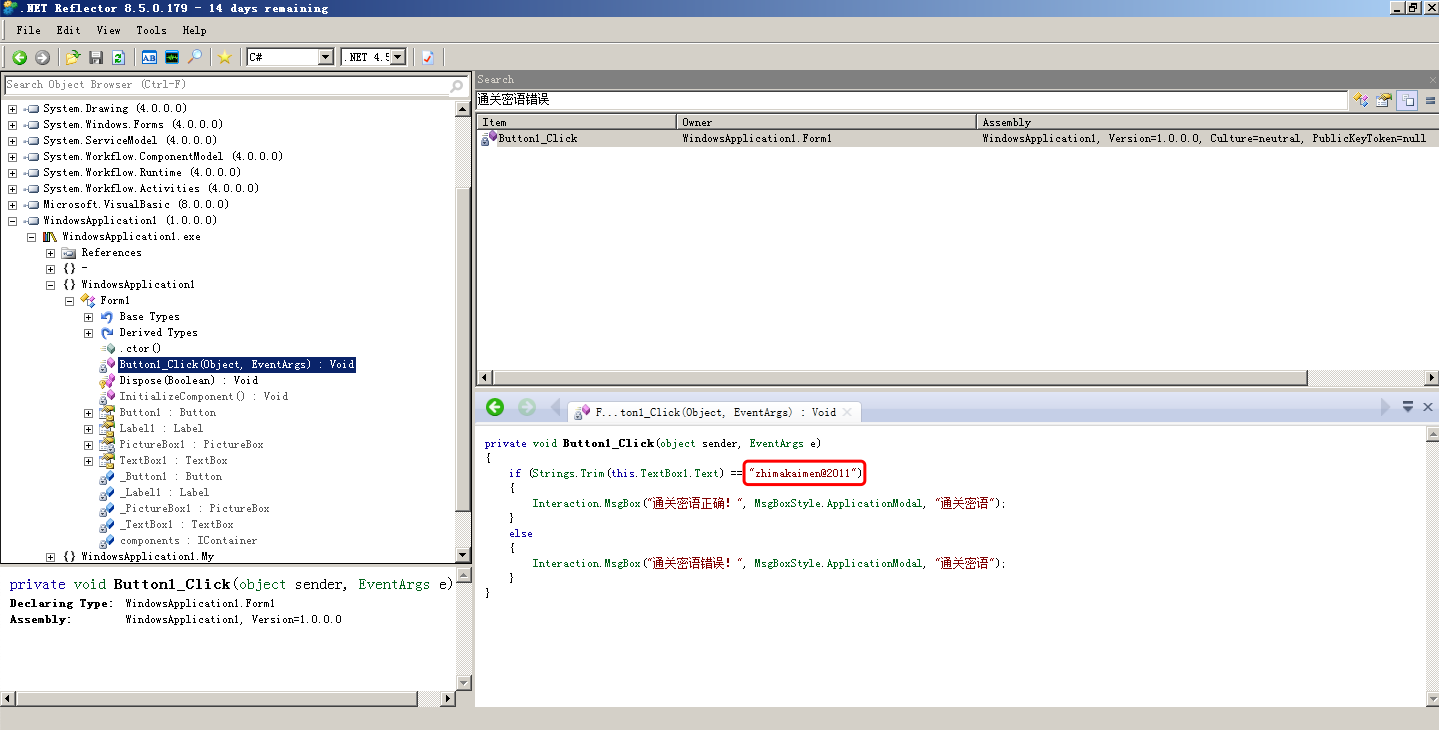 .NET Reflector 8.5.0.179 - 14 days remaining
File Edit View Tools Help
C# .NET 4.5
Search Object Browser (Ctrl-F)
System.Drawing (4.0.0.0)
System.Windows.Forms (4.0.0.0)
System.ServiceModel (4.0.0.0)
System.Workflow.ComponentModel (4.0.0.0)
System.Workflow.Runtime (4.0.0.0)
System.Workflow.Activities (4.0.0.0)
Microsoft.VisualBasic (8.0.0.0)
WindowsApplication1 (1.0.0.0)
WindowsApplication1.exe
References
{} -
{} WindowsApplication1
Form1
Base Types
Derived Types
.ctor()
Button1_Click(Object, EventArgs) : Void
Dispose(Boolean) : Void
InitializeComponent() : Void
Button1 : Button
Label1 : Label
PictureBox1 : PictureBox
TextBox1 : TextBox
_Button1 : Button
_Label1 : Label
_PictureBox1 : PictureBox
_TextBox1 : TextBox
components : IContainer
{} WindowsApplication1.My
private void Button1_Click(object sender, EventArgs e)
Declaring Type: WindowsApplication1.Form1
Assembly: WindowsApplication1, Version=1.0.0.0
Search
通关密语错误
Item Owner Assembly
Button1_Click WindowsApplication1.Form1 WindowsApplication1, Version=1.0.0.0, Culture=neutral, PublicKeyToken=null
F...ton1_Click(Object, EventArgs) : Void
private void Button1_Click(object sender, EventArgs e)
{
if (Strings.Trim(this.TextBox1.Text) == "zhimakaimen@2011")
{
Interaction.MsgBox("通关密语正确！", MsgBoxStyle.ApplicationModal, "通关密语");
}
else
{
Interaction.MsgBox("通关密语错误！", MsgBoxStyle.ApplicationModal, "通关密语");
}
}